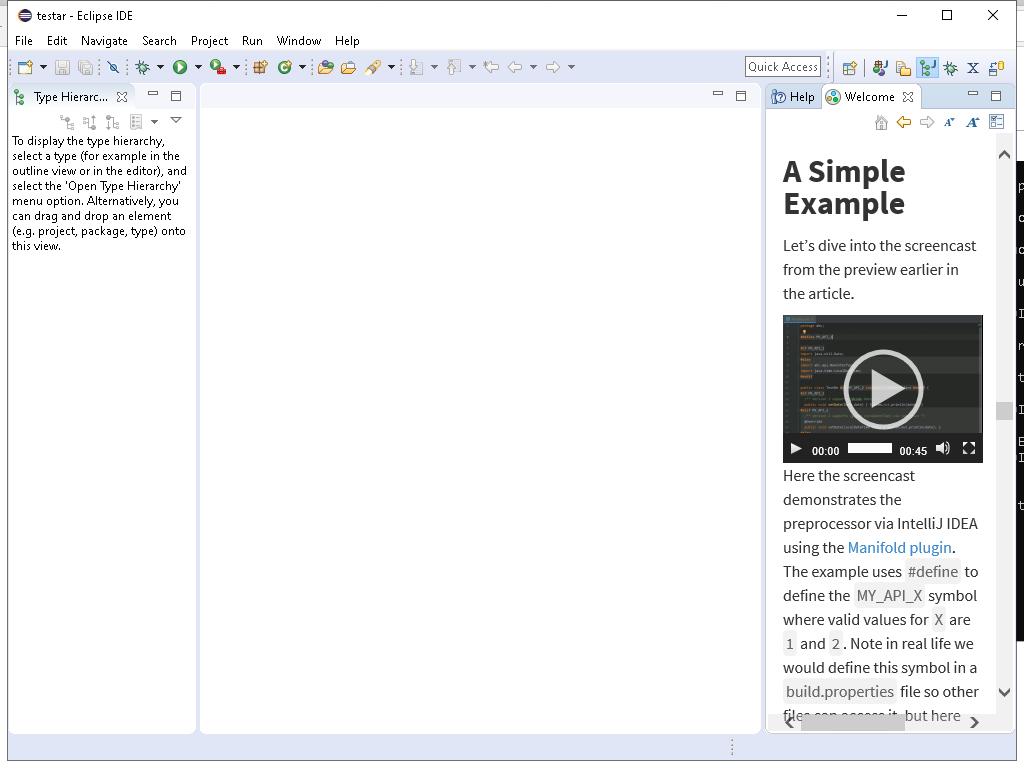 testar - Eclipse IDE
File Edit Navigate Search Project Run Window Help
Quick Access
Type Hierarc...
Help
Welcome
To display the type hierarchy,
select a type (for example in the
outline view or in the editor), and
select the 'Open Type Hierarchy'
menu option. Alternatively, you
can drag and drop an element
(e.g. project, package, type) onto
this view.
A Simple
Example
Let's dive into the screencast
from the preview earlier in
the article.
00:00
00:45
Here the screencast
demonstrates the
preprocessor via IntelliJ IDEA
using the Manifold plugin.
The example uses #define to
define the MY_API_X symbol
where valid values for X are
1 and 2. Note in real life we
would define this symbol in a
build.properties file so other
files can access it, but here